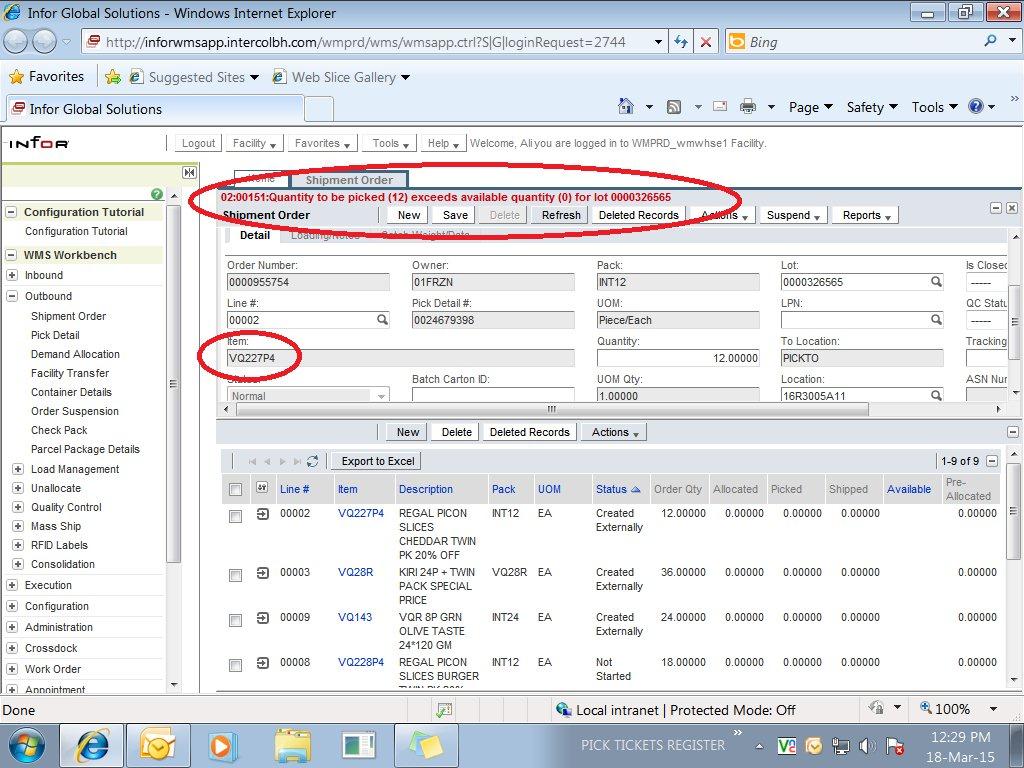 Infor Global Solutions - Windows Internet Explorer
http://inforwmsapp.intercolbh.com/wmprd/wms/wmsapp.ctrl?S|G|loginRequest=2744
Bing
Favorites Suggested Sites Web Slice Gallery
Infor Global Solutions Page Safety Tools
infor Logout Facility Favorites Tools Help Welcome, Ali you are logged in to WMPRD_wmwhse1 Facility.
Home Shipment Order
02:00151:Quantity to be picked (12) exceeds available quantity (0) for lot 0000326565
Shipment Order New Save Delete Refresh Deleted Records Actions Suspend Reports
Detail Loading/Notes Catch Weight/Data
Configuration Tutorial
Configuration Tutorial
WMS Workbench
Inbound
Outbound
Shipment Order
Pick Detail
Demand Allocation
Facility Transfer
Container Details
Order Suspension
Check Pack
Parcel Package Details
Load Management
Unallocate
Quality Control
Mass Ship
RFID Labels
Consolidation
Execution
Configuration
Administration
Crossdock
Work Order
Appointment
Order Number: Owner: Pack: Lot: Is Closed
0000955754 01FRZN INT12 0000326565 -----
Line #: Pick Detail #: UOM: LPN: QC Statu
00002 0024679398 Piece/Each -----
Item: Quantity: To Location: Tracking
VQ227P4 12.00000 PICKTO
Status: Batch Carton ID: UOM Qty: Location: ASN Nun
Normal 1.00000 16R3005A11
New Delete Deleted Records Actions
Export to Excel 1-9 of 9
Line # Item Description Pack UOM Status Order Qty Allocated Picked Shipped Available Pre-
Allocated
00002 VQ227P4 REGAL PICON INT12 EA Created 12.00000 0.00000 0.00000 0.00000 0.00000
SLICES Externally
CHEDDAR TWIN
PK 20% OFF
00003 VQ28R KIRI 24P + TWIN VQ28R EA Created 36.00000 0.00000 0.00000 0.00000 0.00000
PACK SPECIAL Externally
PRICE
00009 VQ143 VQR 8P GRN INT24 EA Created 24.00000 0.00000 0.00000 0.00000 0.00000
OLIVE TASTE Externally
24*120 GM
00008 VQ228P4 REGAL PICON INT12 EA Not 18.00000 0.00000 0.00000 0.00000 0.00000
SLICES BURGER Started
TWIN PK 20%
Done Local intranet | Protected Mode: Off 100%
PICK TICKETS REGISTER 12:29 PM
18-Mar-15